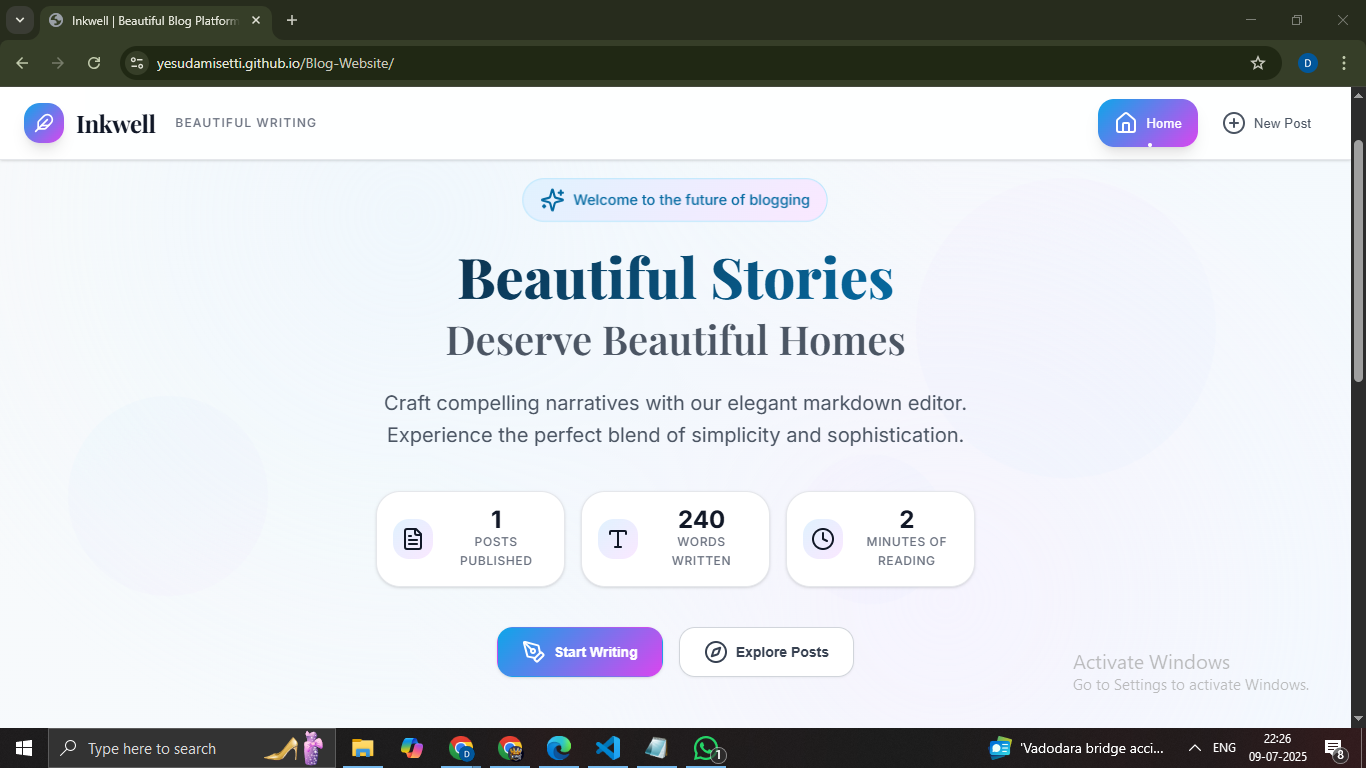 Inkwell | Beautiful Blog Platform
yesudamisetti.github.io/Blog-Website/
D
Inkwell
BEAUTIFUL WRITING
Home
New Post
Welcome to the future of blogging
Beautiful Stories
Deserve Beautiful Homes
Craft compelling narratives with our elegant markdown editor.
Experience the perfect blend of simplicity and sophistication.
1
POSTS
PUBLISHED
240
WORDS
WRITTEN
2
MINUTES OF
READING
Start Writing
Explore Posts
Activate Windows
Go to Settings to activate Windows.
Type here to search
D
1
'Vadodara bridge acci...
ENG
22:26
09-07-2025
8